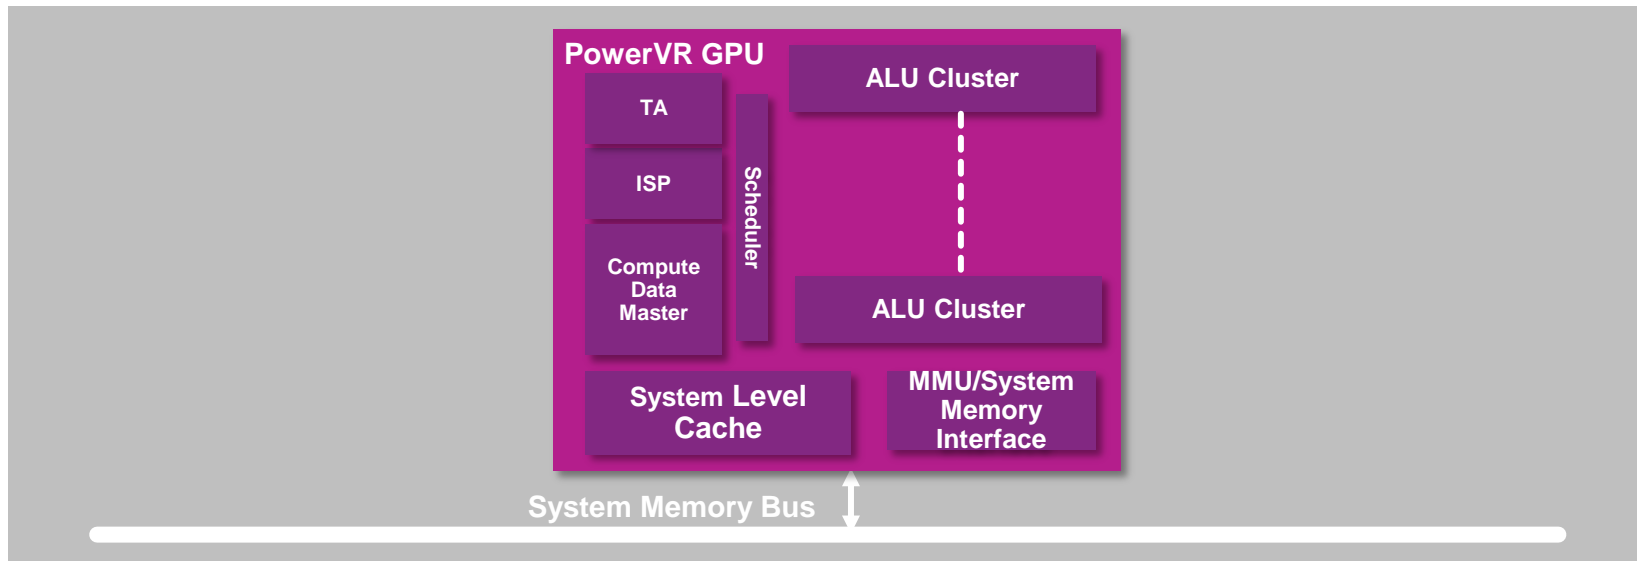 PowerVR GPU
TA
ISP
Compute
Data
Master
Scheduler
ALU Cluster
ALU Cluster
System Level
Cache
MMU/System
Memory
Interface
System Memory Bus